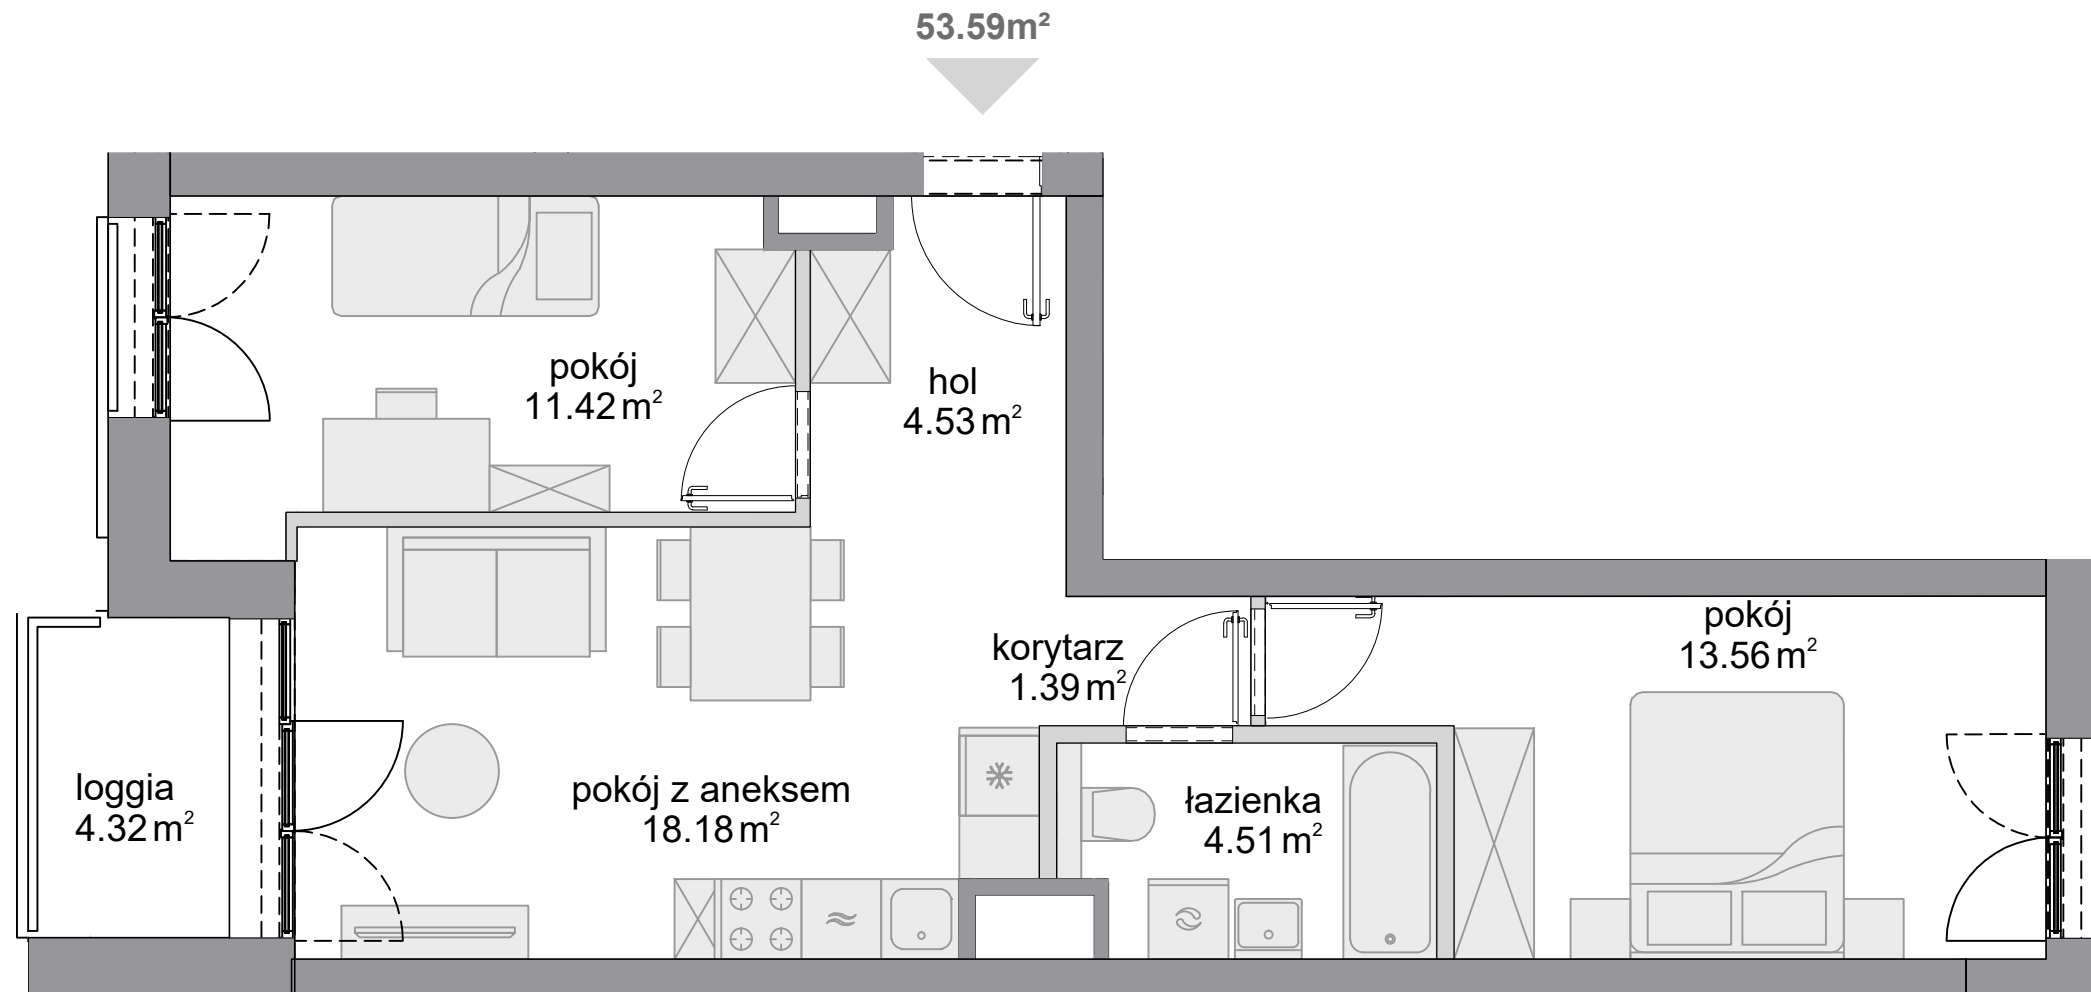 53.59m²
pokój
11.42 m²
hol
4.53 m²
korytarz
1.39 m²
pokój
13.56 m²
loggia
4.32 m²
pokój z aneksem
18.18 m²
łazienka
4.51 m²